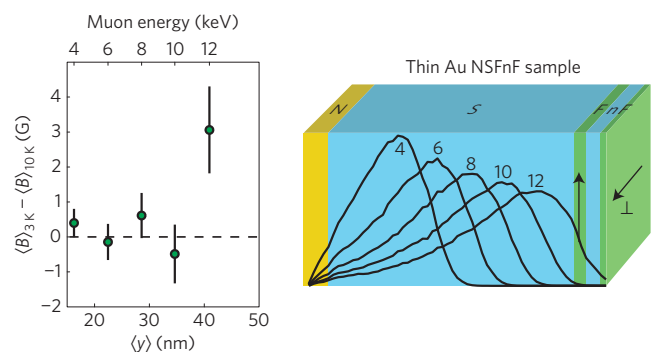 Muon energy (keV)
4 6 8 10 12
⟨B⟩3 K − ⟨B⟩10 K (G)
4
3
2
1
0
−1
−2
20 30 40 50
⟨y⟩ (nm)
Thin Au NSFnF sample
N S F n F
4
6
8
10
12
⊥